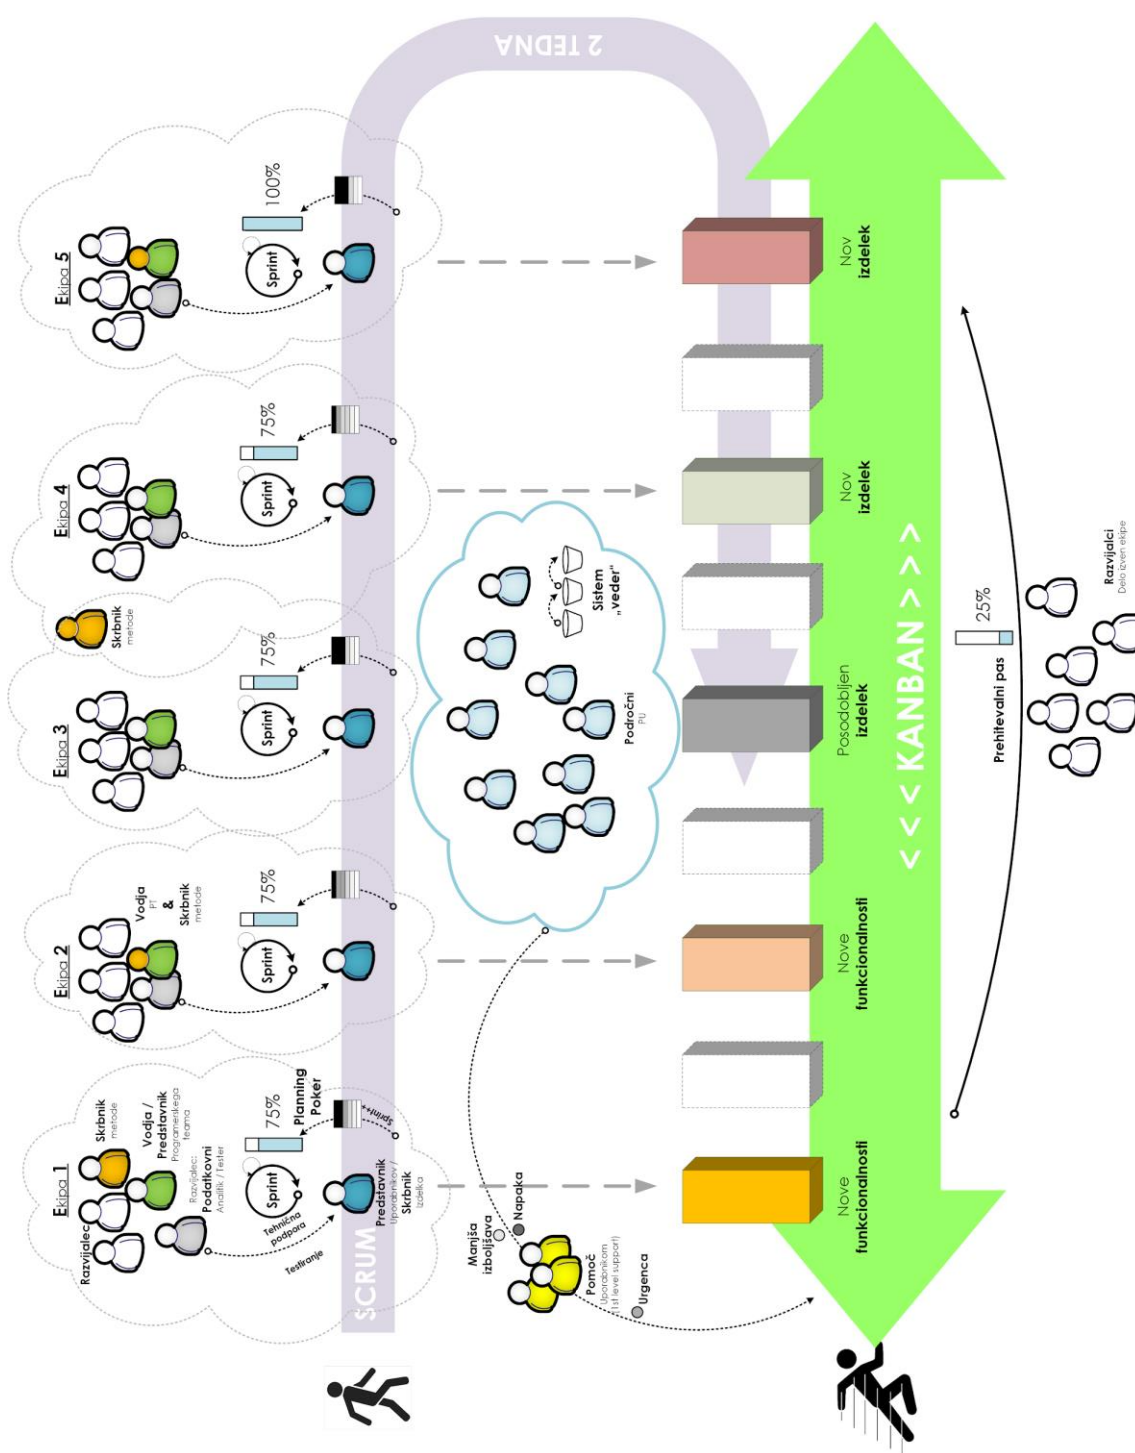 Ekipa 1
Razvijalec
Skrbnik
metode
Vodja /
Predstavnik
Programerskega
teama
Razvijalec:
Podatkovni
Analitik / Tester
Sprint
75%
Planning
Poker
Tehnična
podpora
Testiranje
Sprint++
Predstavnik
Uporabnikov /
Skrbnik
Izdelka
Ekipa 2
Vodja
PT
&
Skrbnik
metode
Sprint
75%
Ekipa 3
Sprint
75%
Skrbnik
metode
Ekipa 4
Sprint
75%
Ekipa 5
Sprint
100%
SCRUM
2 TEDNA
Manjša
izboljšava
Napaka
Pomoč
Uporabnikom
(1st level support)
Urgenca
Področni
PU
Sistem
„veder"
Nove
funkcionalnosti
Nove
funkcionalnosti
Posodobljen
izdelek
Nov
izdelek
Nov
izdelek
< < < KANBAN > > >
Prehitevalni pas
25%
Razvijalci
Delo izven ekipe